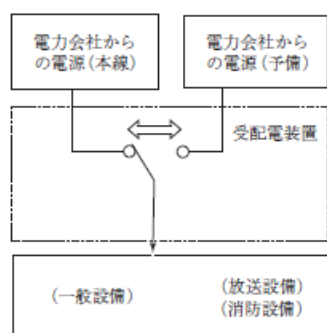 電力会社から
の電源(本線)
電力会社から
の電源(予備)
受配電装置
(一般設備)
(放送設備)
(消防設備)